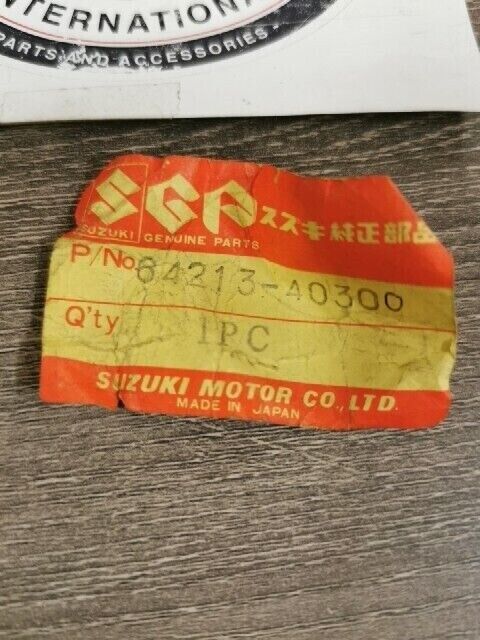 INTERNATIONAL
PARTS AND ACCESSORIES
SUZUKI
SGP
GENUINE PARTS
スズキ純正部品
P/No. 64213-40300
Q'ty 1PC
SUZUKI MOTOR CO., LTD.
MADE IN JAPAN